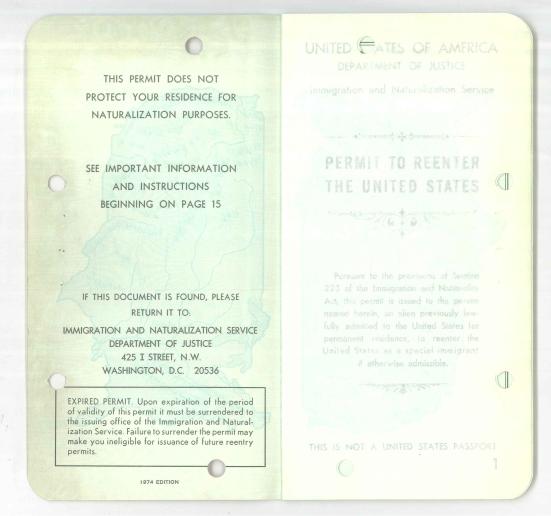 THIS PERMIT DOES NOT
PROTECT YOUR RESIDENCE FOR
NATURALIZATION PURPOSES.
SEE IMPORTANT INFORMATION
AND INSTRUCTIONS
BEGINNING ON PAGE 15
IF THIS DOCUMENT IS FOUND, PLEASE
RETURN IT TO:
IMMIGRATION AND NATURALIZATION SERVICE
DEPARTMENT OF JUSTICE
425 I STREET, N.W.
WASHINGTON, D.C. 20536
EXPIRED PERMIT. Upon expiration of the period
of validity of this permit it must be surrendered to
the issuing office of the Immigration and Natural-
ization Service. Failure to surrender the permit may
make you ineligible for issuance of future reentry
permits.
1974 EDITION
UNITED STATES OF AMERICA
DEPARTMENT OF JUSTICE
Immigration and Naturalization Service
PERMIT TO REENTER
THE UNITED STATES
Pursuant to the provisions of Section
223 of the Immigration and Nationality
Act, this permit is issued to the person
named herein, an alien previously law-
fully admitted to the United States for
permanent residence, to reenter the
United States as a special immigrant
if otherwise admissible.
THIS IS NOT A UNITED STATES PASSPORT
1